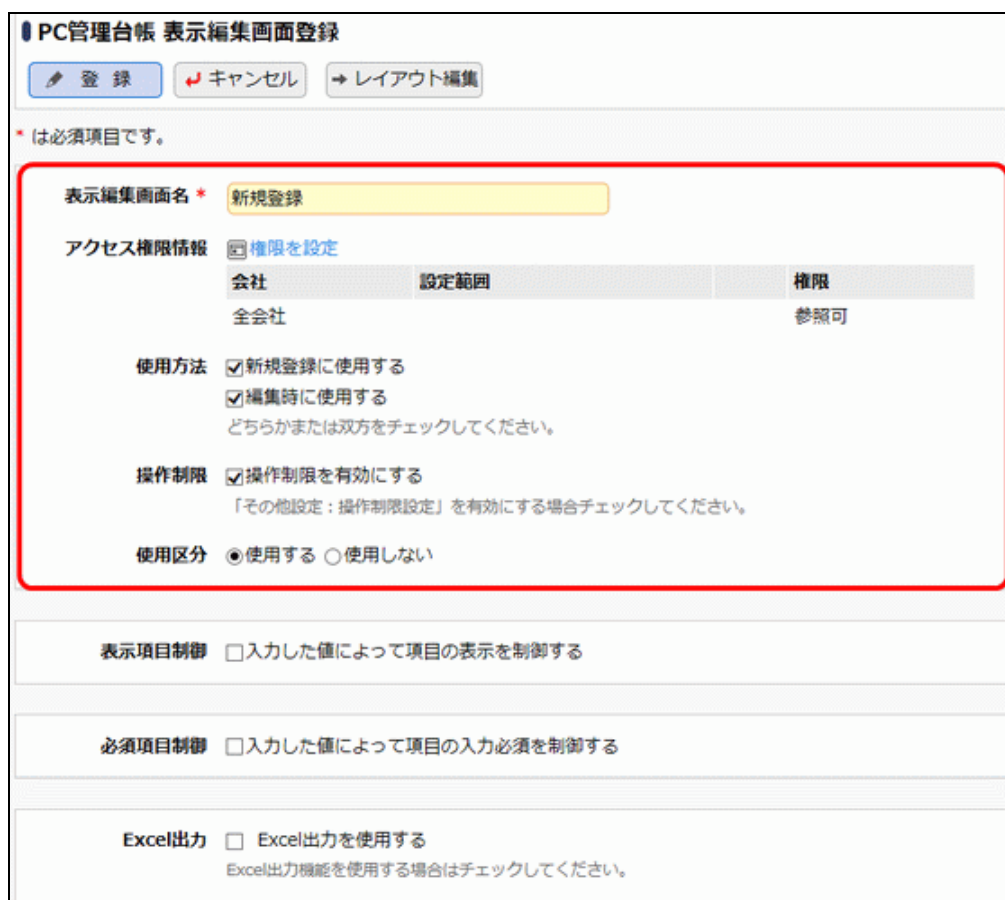 PC管理台帳 表示編集画面登録
登 録 キャンセル レイアウト編集
* は必須項目です。
表示編集画面名 * 新規登録
アクセス権限情報 権限を設定
会社 設定範囲 権限
全会社 参照可
使用方法 新規登録に使用する
編集時に使用する
どちらかまたは双方をチェックしてください。
操作制限 操作制限を有効にする
「その他設定：操作制限設定」を有効にする場合チェックしてください。
使用区分 使用する 使用しない
表示項目制御 入力した値によって項目の表示を制御する
必須項目制御 入力した値によって項目の入力必須を制御する
Excel出力 Excel出力を使用する
Excel出力機能を使用する場合はチェックしてください。